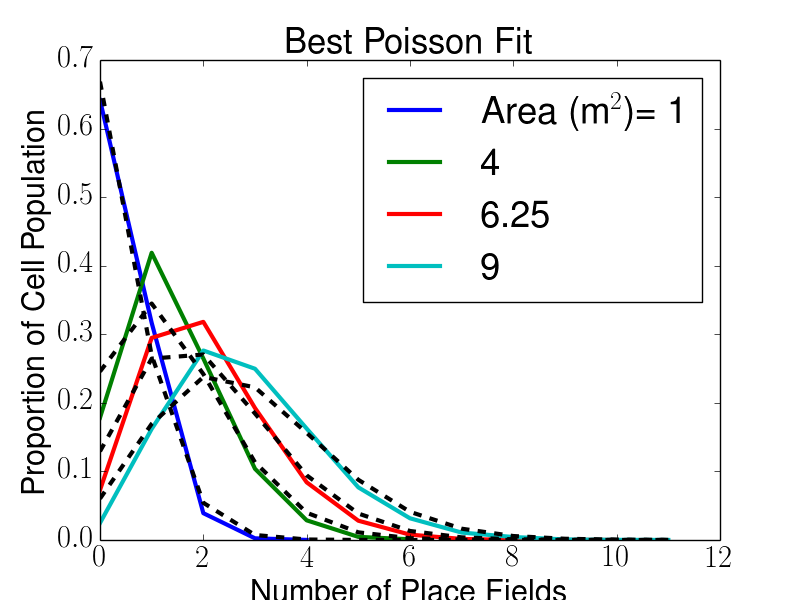 Best Poisson Fit
0.7
0.6
0.5
0.4
0.3
0.2
0.1
0.0
Proportion of Cell Population
Area (m²)= 1
4
6.25
9
0 2 4 6 8 10 12
Number of Place Fields